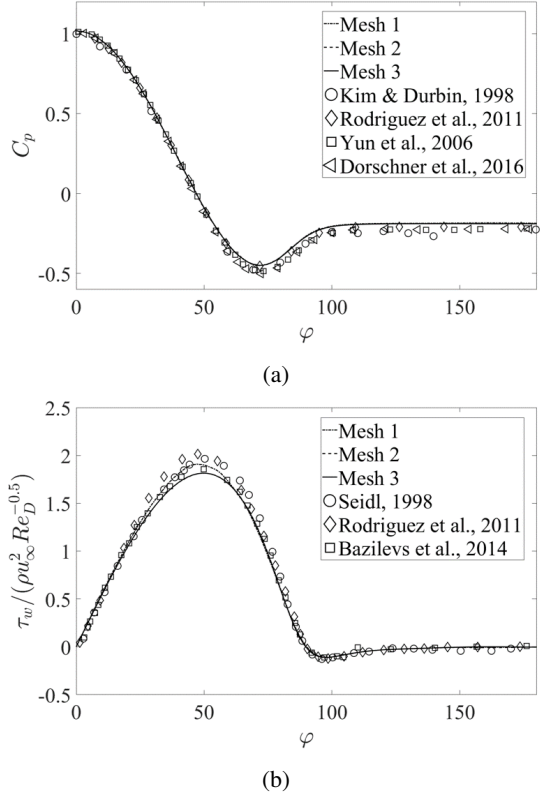 1
0.5
0
-0.5
C_p
Mesh 1
Mesh 2
Mesh 3
Kim & Durbin, 1998
Rodriguez et al., 2011
Yun et al., 2006
Dorschner et al., 2016
0 50 100 150
φ
(a)
2.5
2
1.5
1
0.5
0
-0.5
τ_w/(ρu_∞^2 Re_D^{-0.5})
Mesh 1
Mesh 2
Mesh 3
Seidl, 1998
Rodriguez et al., 2011
Bazilevs et al., 2014
0 50 100 150
φ
(b)